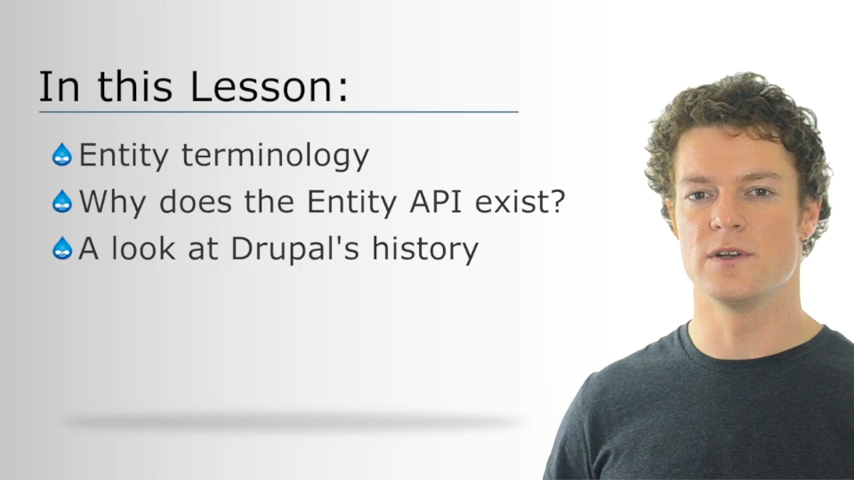 In this Lesson:
Entity terminology
Why does the Entity API exist?
A look at Drupal's history